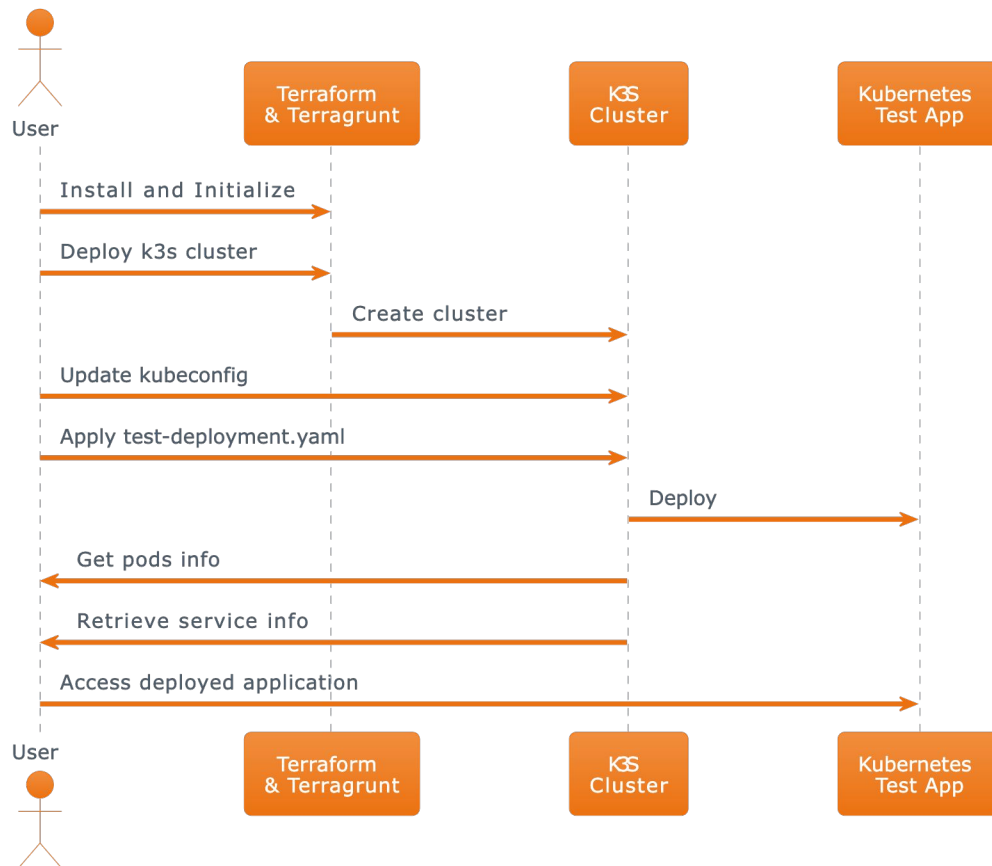 User
Terraform
& Terragrunt
K3S
Cluster
Kubernetes
Test App
Install and Initialize
Deploy k3s cluster
Create cluster
Update kubeconfig
Apply test-deployment.yaml
Deploy
Get pods info
Retrieve service info
Access deployed application
User
Terraform
& Terragrunt
K3S
Cluster
Kubernetes
Test App